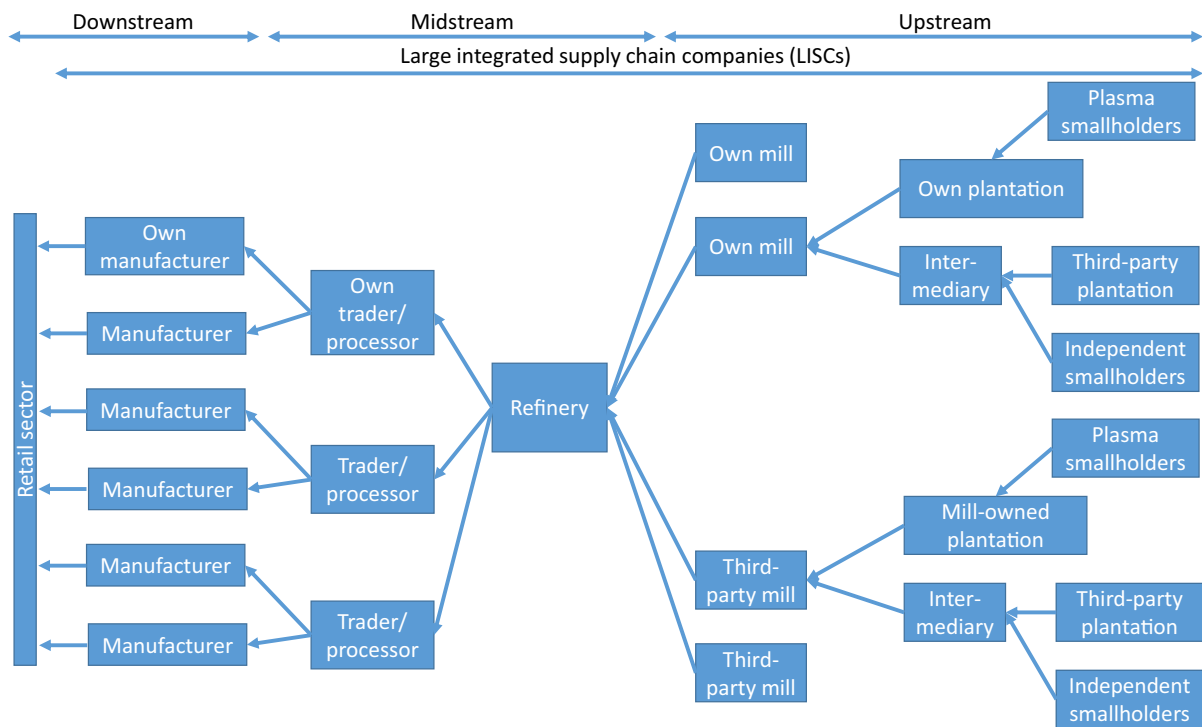 Downstream
Midstream
Upstream
Large integrated supply chain companies (LISCs)
Plasma
smallholders
Own mill
Own plantation
Own mill
Inter-
mediary
Third-party
plantation
Independent
smallholders
Own
manufacturer
Own
trader/
processor
Manufacturer
Retail sector
Manufacturer
Refinery
Manufacturer
Trader/
processor
Plasma
smallholders
Mill-owned
plantation
Manufacturer
Third-
party mill
Inter-
mediary
Third-party
plantation
Manufacturer
Trader/
processor
Third-
party mill
Independent
smallholders